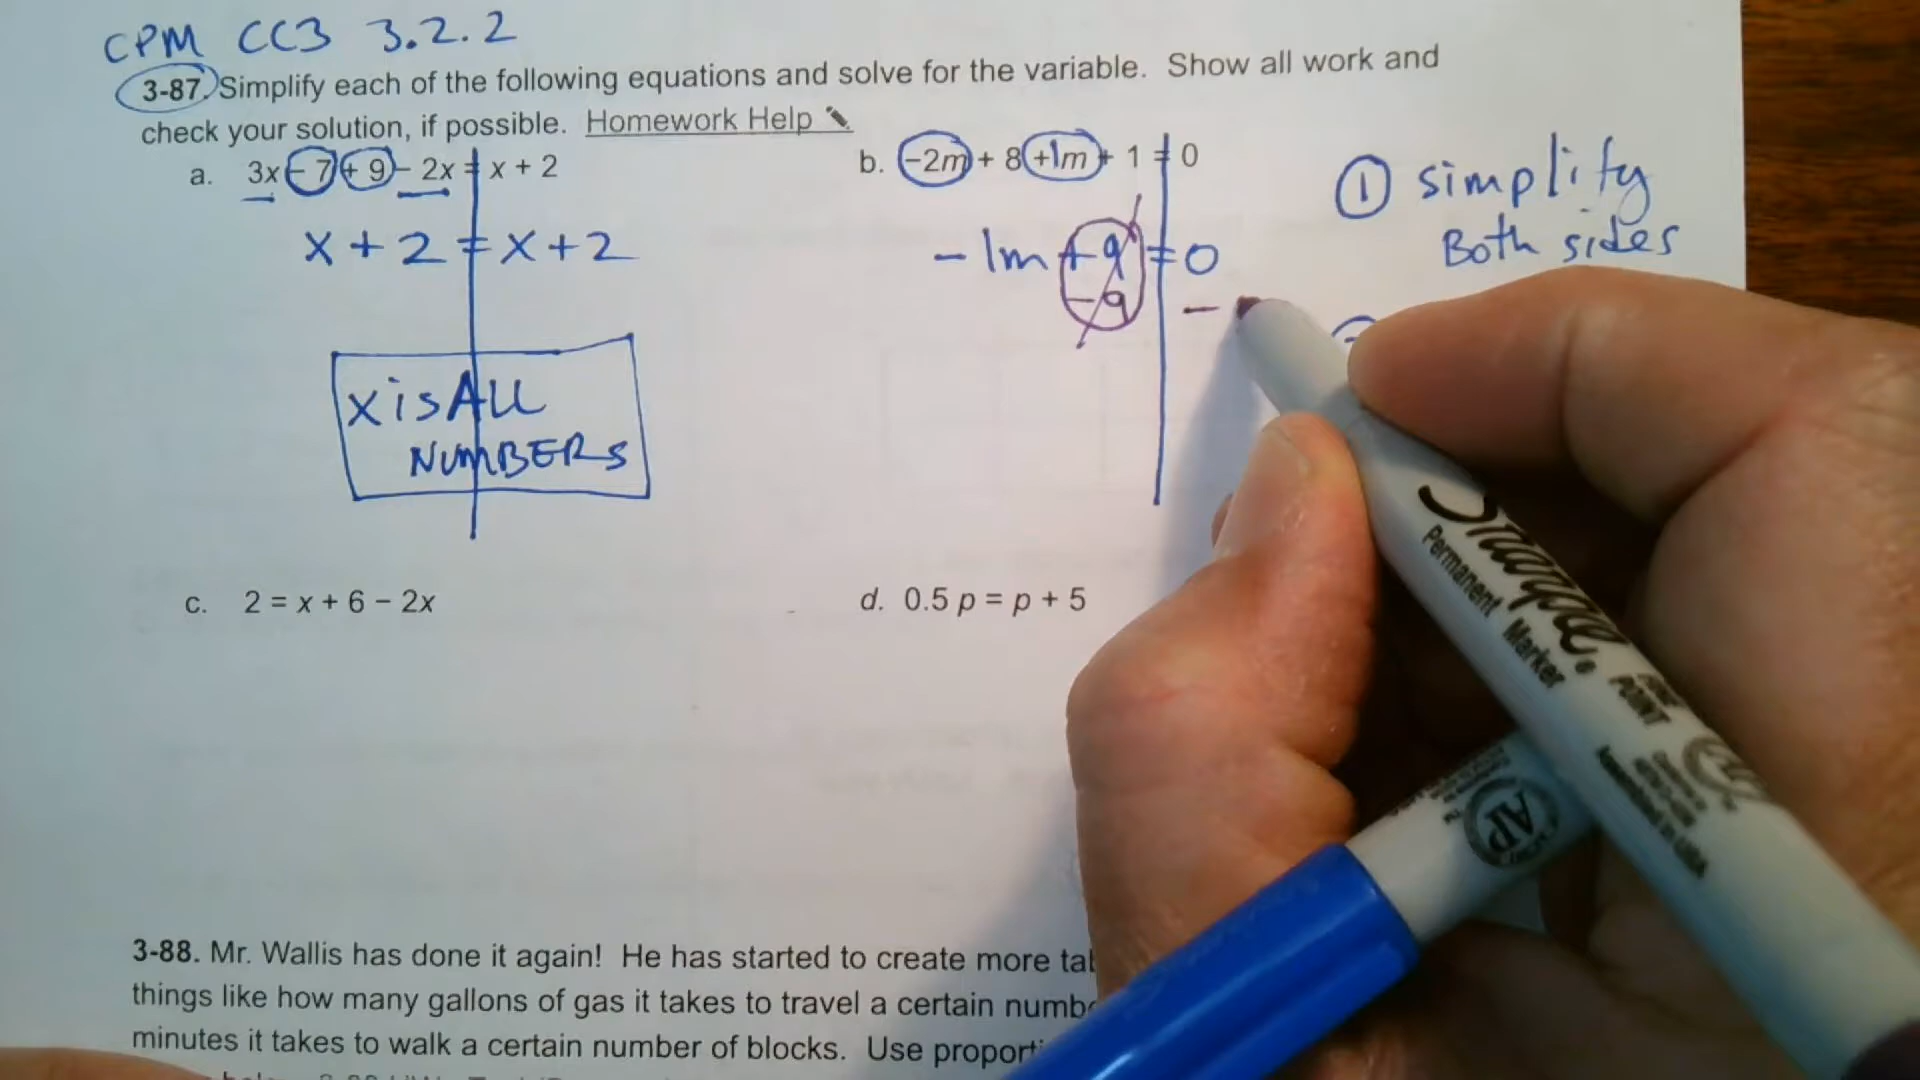 CPM CC3 3.2.2
3-87. Simplify each of the following equations and solve for the variable. Show all work and
check your solution, if possible. Homework Help ✎
a. 3x − 7 + 9 − 2x = x + 2
x + 2 = x + 2
x is ALL
NUMBERS
b. −2m + 8 + 1m + 1 = 0
− 1m + 9 = 0
− 9 −
① simplify
Both sides
c. 2 = x + 6 − 2x
d. 0.5 p = p + 5
Sharpie.
Permanent Marker
FINE POINT
AP
3-88. Mr. Wallis has done it again! He has started to create more
things like how many gallons of gas it takes to travel a certain
minutes it takes to walk a certain number of blocks. Use